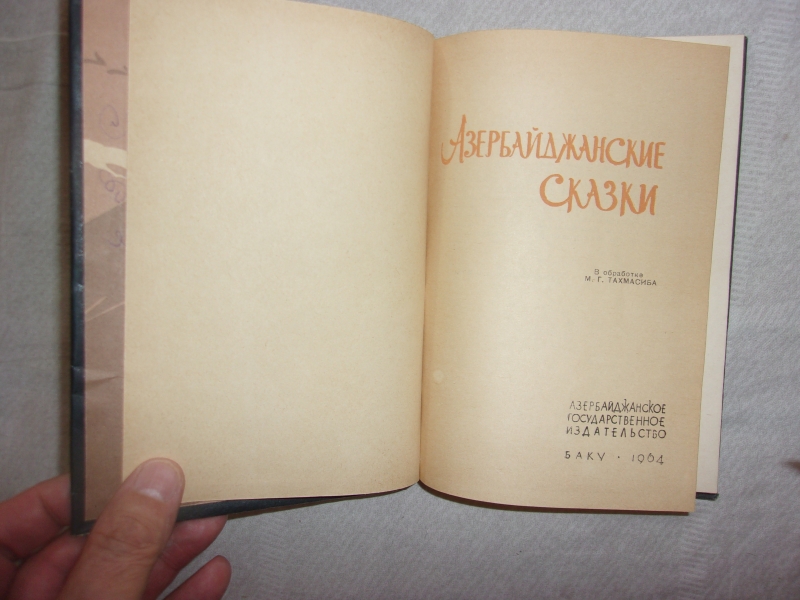 АЗЕРБАЙДЖАНСКИЕ
СКАЗКИ
В обработке
М. Г. ТАХМАСИБА
АЗЕРБАЙДЖАНСКОЕ
ГОСУДАРСТВЕННОЕ
ИЗДАТЕЛЬСТВО
БАКУ · 1964